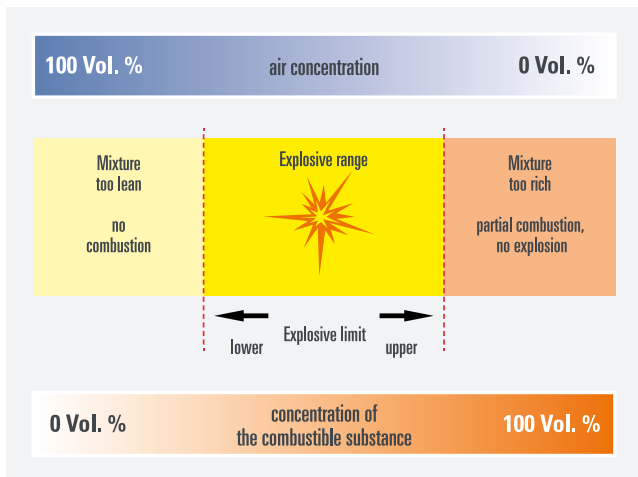 100 Vol. %
air concentration
0 Vol. %
Mixture
too lean
no
combustion
Explosive range
Mixture
too rich
partial combustion,
no explosion
Explosive limit
lower
upper
0 Vol. %
concentration of
the combustible substance
100 Vol. %